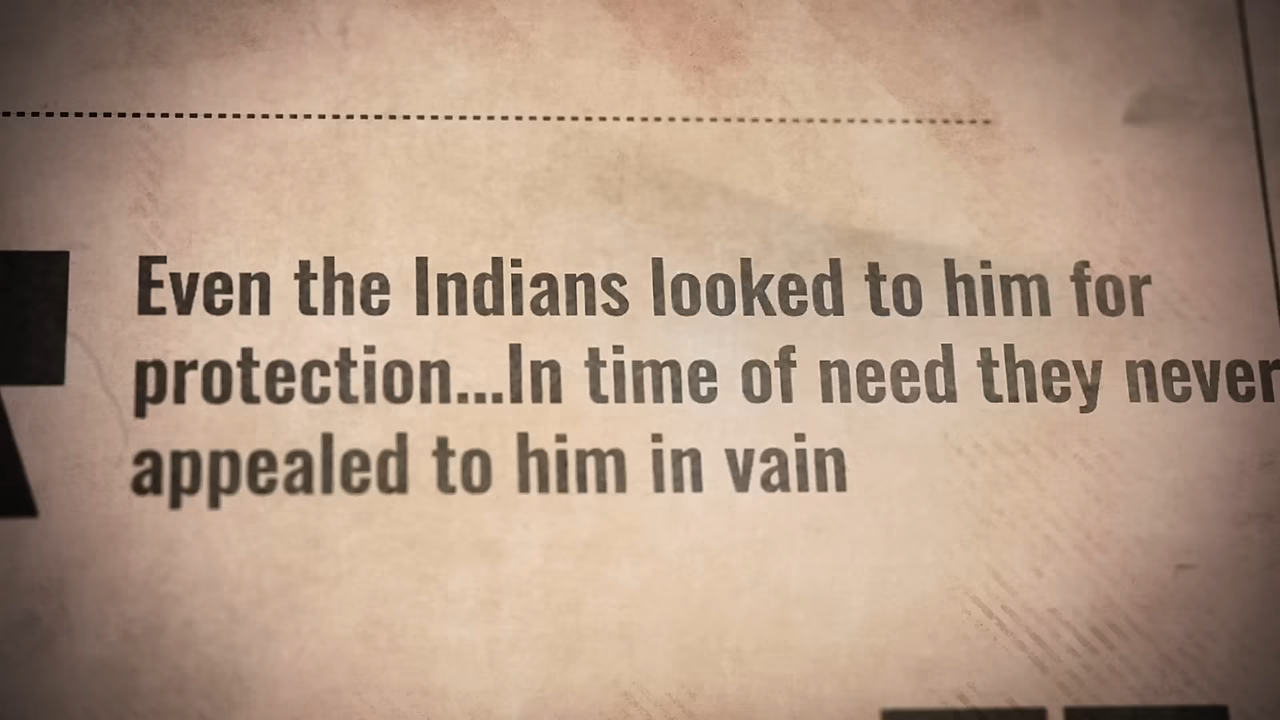 Even the Indians looked to him for
protection...In time of need they never
appealed to him in vain